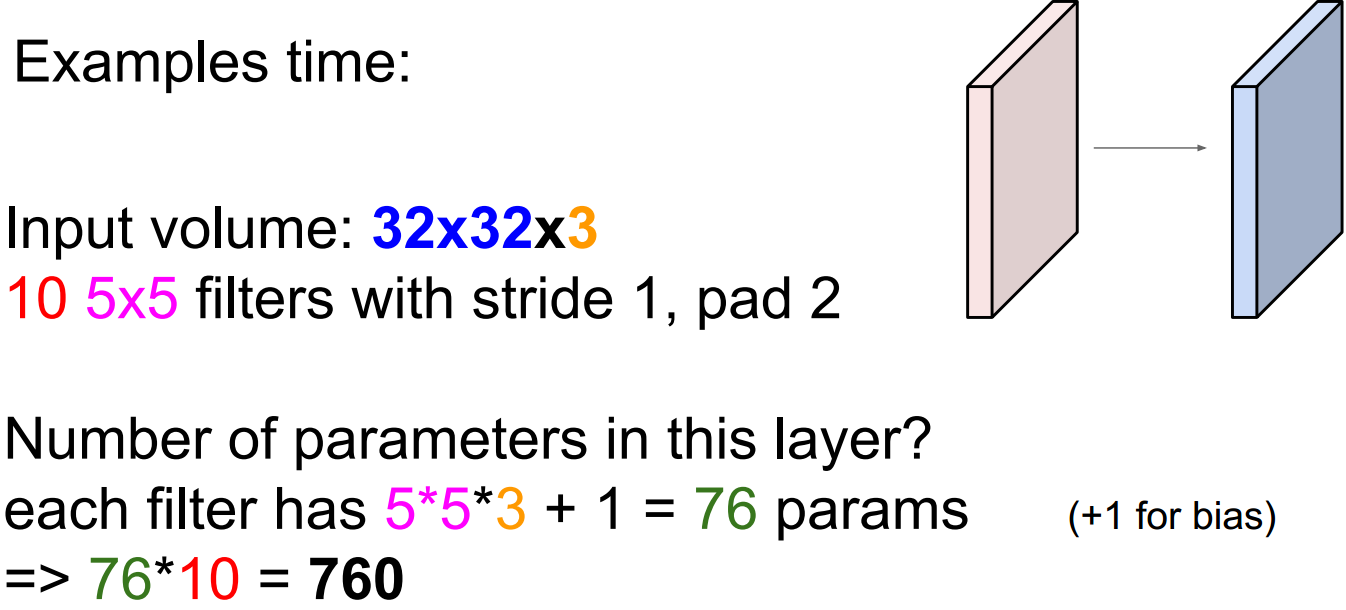 Examples time:
Input volume: 32x32x3
10 5x5 filters with stride 1, pad 2
Number of parameters in this layer?
each filter has 5*5*3 + 1 = 76 params (+1 for bias)
=> 76*10 = 760